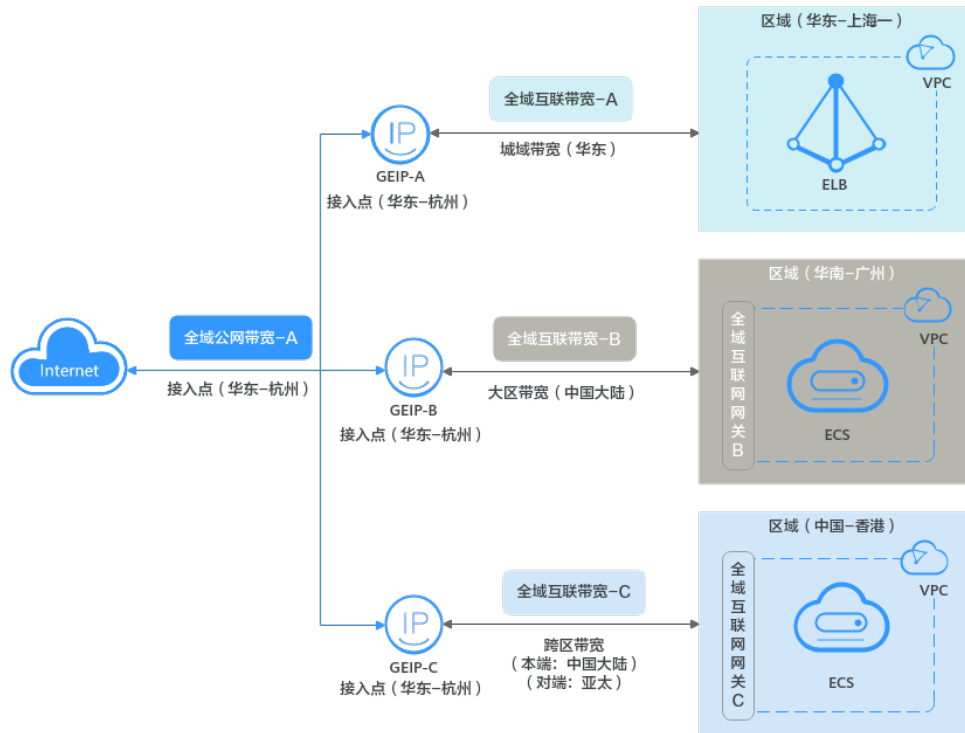 区域（华东-上海一）
VPC
ELB
全域互联带宽-A
城域带宽（华东）
IP
GEIP-A
接入点（华东-杭州）
Internet
全域公网带宽-A
接入点（华东-杭州）
IP
GEIP-B
接入点（华东-杭州）
全域互联带宽-B
大区带宽（中国大陆）
区域（华南-广州）
VPC
全域互联网网关B
ECS
IP
GEIP-C
接入点（华东-杭州）
全域互联带宽-C
跨区带宽
（本端：中国大陆）
（对端：亚太）
区域（中国-香港）
VPC
全域互联网网关C
ECS